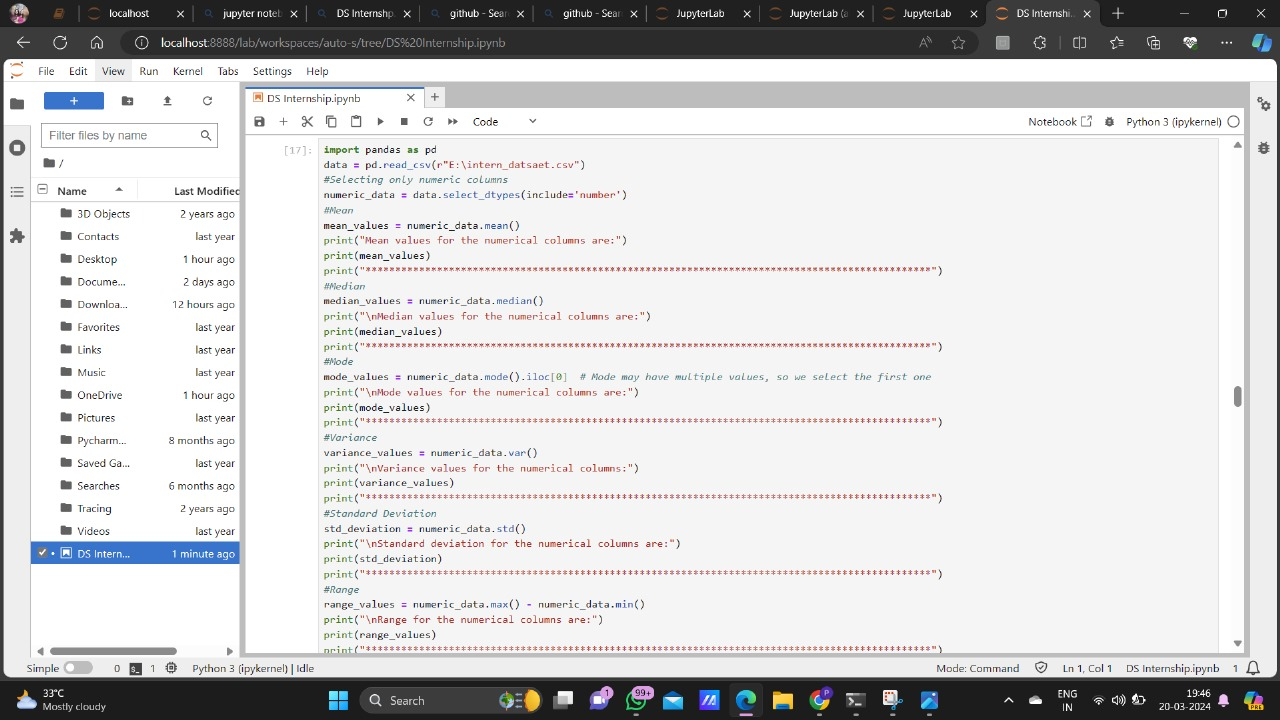 localhost
jupyter noteb
DS Internshp.
github - Sear
github - Sear
JupyterLab
JupyterLab (a
JupyterLab
DS Internshi
localhost:8888/lab/workspaces/auto-s/tree/DS%20Internship.ipynb
File Edit View Run Kernel Tabs Settings Help
DS Internship.ipynb
Filter files by name
Code
Notebook
Python 3 (ipykernel)
/
Name Last Modified
3D Objects 2 years ago
Contacts last year
Desktop 1 hour ago
Docume... 2 days ago
Downloa... 12 hours ago
Favorites last year
Links last year
Music last year
OneDrive 1 hour ago
Pictures last year
Pycharm... 8 months ago
Saved Ga... last year
Searches 6 months ago
Tracing 2 years ago
Videos last year
DS Intern... 1 minute ago
[17]:
import pandas as pd
data = pd.read_csv(r"E:\intern_datsaet.csv")
#Selecting only numeric columns
numeric_data = data.select_dtypes(include='number')
#Mean
mean_values = numeric_data.mean()
print("Mean values for the numerical columns are:")
print(mean_values)
print("***********************************************************************************************")
#Median
median_values = numeric_data.median()
print("\nMedian values for the numerical columns are:")
print(median_values)
print("***********************************************************************************************")
#Mode
mode_values = numeric_data.mode().iloc[0]  # Mode may have multiple values, so we select the first one
print("\nMode values for the numerical columns are:")
print(mode_values)
print("***********************************************************************************************")
#Variance
variance_values = numeric_data.var()
print("\nVariance values for the numerical columns:")
print(variance_values)
print("***********************************************************************************************")
#Standard Deviation
std_deviation = numeric_data.std()
print("\nStandard deviation for the numerical columns are:")
print(std_deviation)
print("***********************************************************************************************")
#Range
range_values = numeric_data.max() - numeric_data.min()
print("\nRange for the numerical columns are:")
print(range_values)
print("***********************************************************************************************
Simple 0 1 Python 3 (ipykernel) | Idle
Mode: Command Ln 1, Col 1 DS Internship.ipynb 1
33°C
Mostly cloudy
Search
1
99+
P
ENG
IN
19:46
20-03-2024
PRE